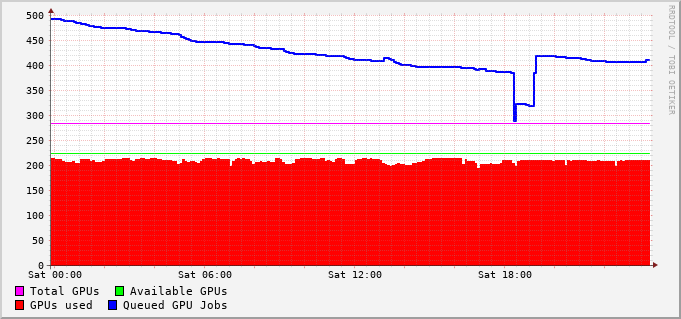 500
450
400
350
300
250
200
150
100
50
0
Sat 00:00 Sat 06:00 Sat 12:00 Sat 18:00
Total GPUs Available GPUs
GPUs used Queued GPU Jobs
RRDTOOL / TOBI OETIKER